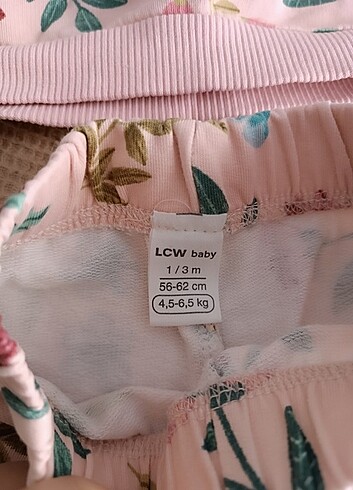 LCW baby
1 / 3 m
56-62 cm
4,5-6,5 kg